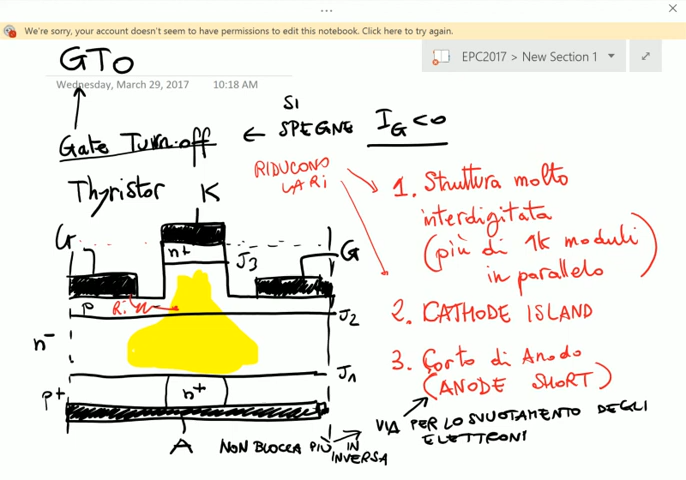 We're sorry, your account doesn't seem to have permissions to edit this notebook. Click here to try again.
GTO
EPC2017 > New Section 1
Wednesday, March 29, 2017 10:18 AM
Gate Turn-off
Thyristor
← SI
SPEGNE
IG<0
RIDUCONO
LA Ri
1. Struttura molto
interdigitata
(più di 1k moduli
in parallelo)
2. CATHODE ISLAND
3. Corto di Anodo
(ANODE SHORT)
VIA PER LO SVUOTAMENTO DEGLI
ELETTRONI
K
G
n+
J3
G
P
Ri
J2
n-
J1
n+
P+
A
NON BLOCCA PIÙ IN
INVERSA